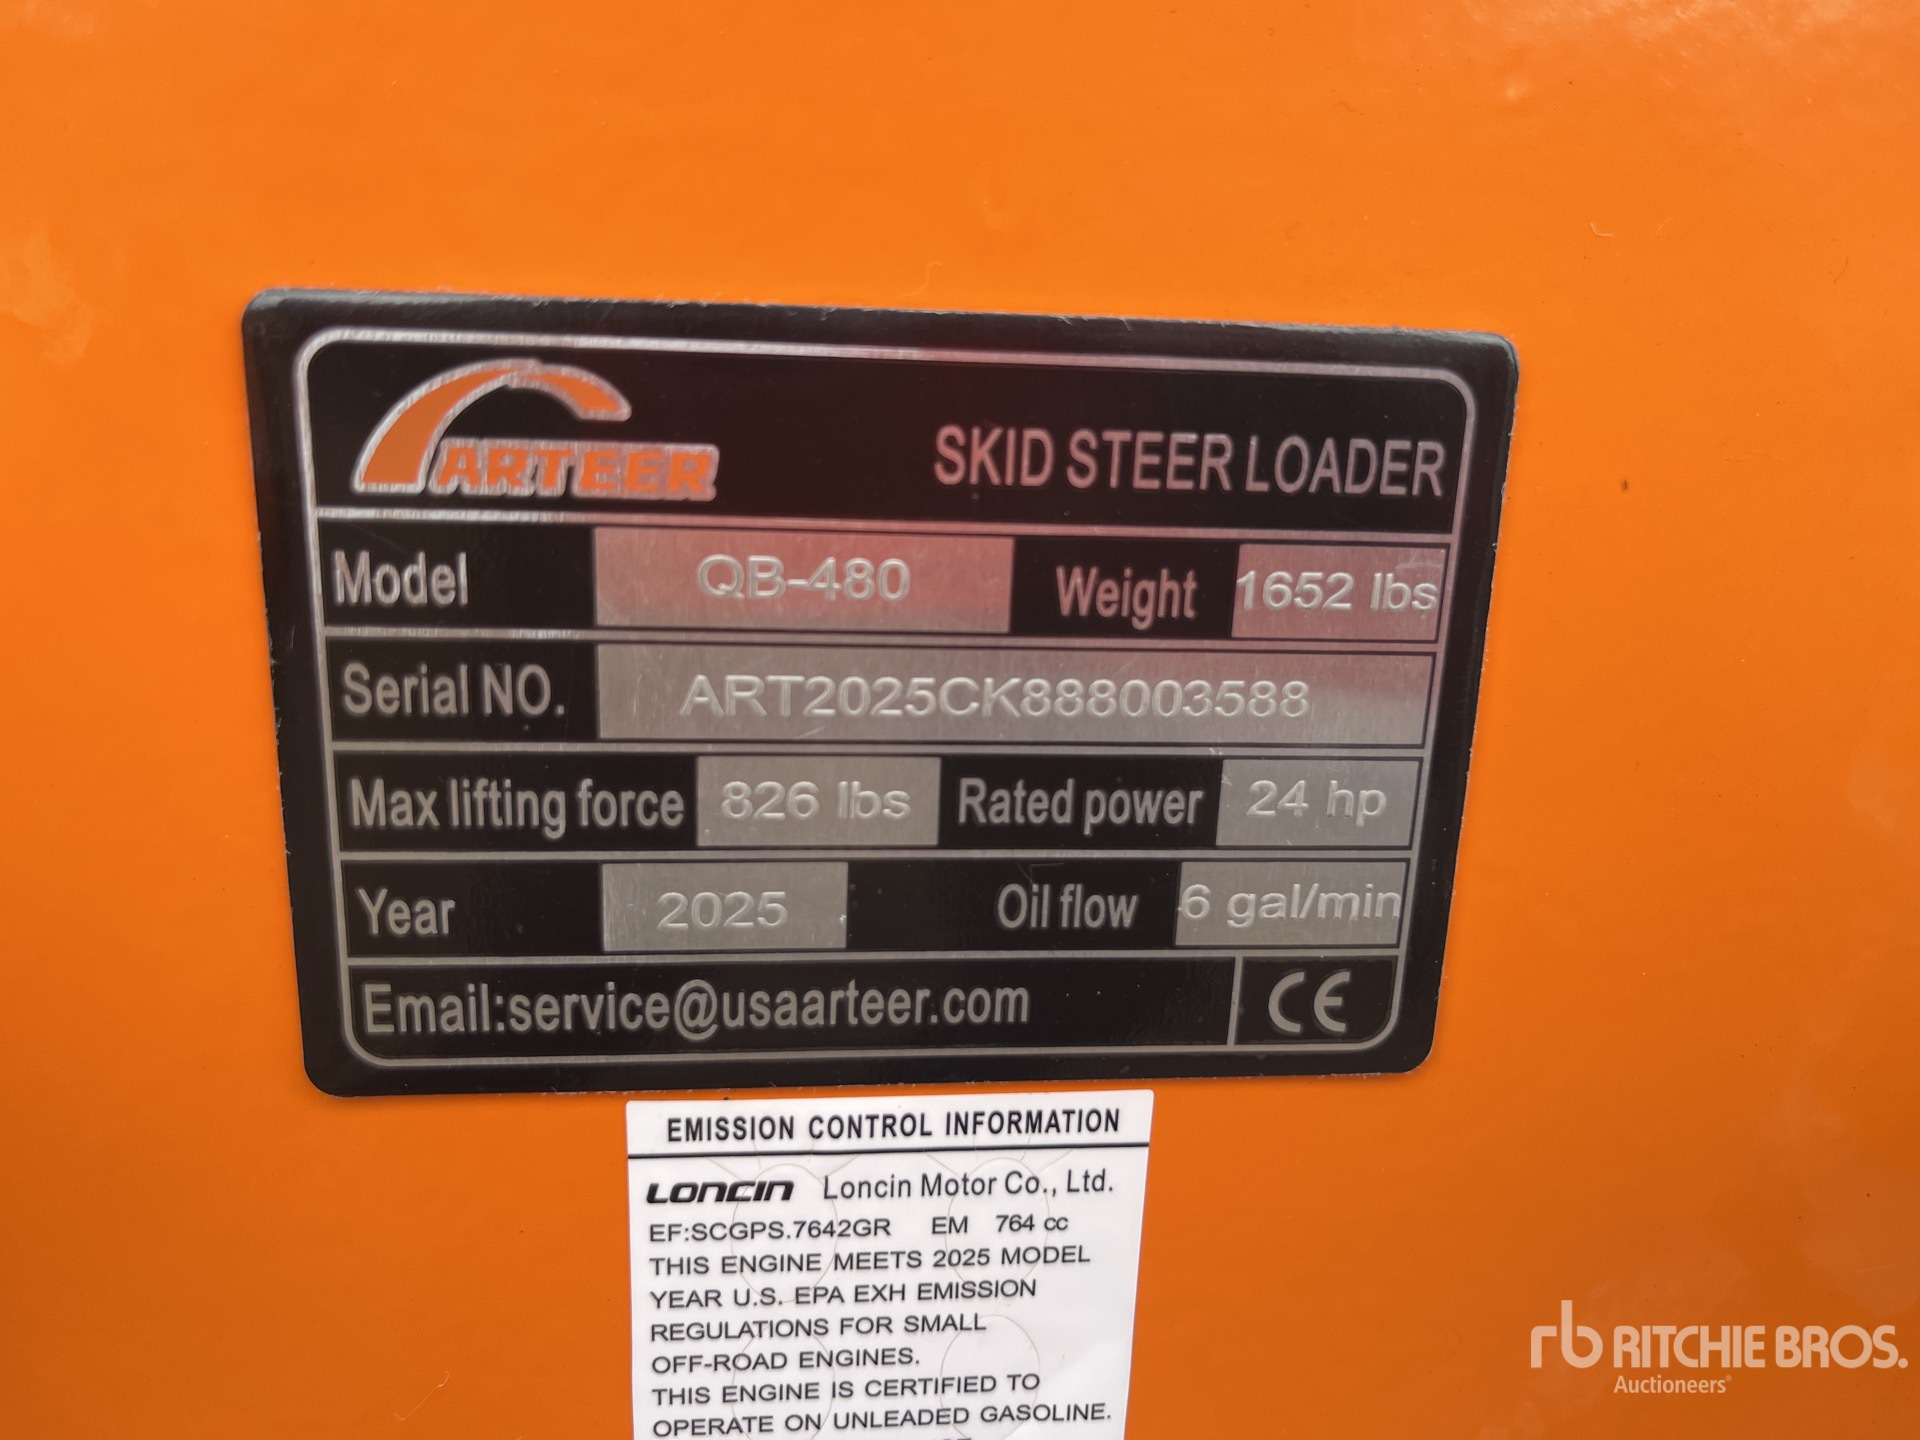 ARTEER SKID STEER LOADER
Model QB-480 Weight 1652 lbs
Serial NO. ART2025CK888003588
Max lifting force 826 lbs Rated power 24 hp
Year 2025 Oil flow 6 gal/min
Email:service@usaarteer.com CE
EMISSION CONTROL INFORMATION
LONCIN Loncin Motor Co., Ltd.
EF:SCGPS.7642GR EM 764 cc
THIS ENGINE MEETS 2025 MODEL
YEAR U.S. EPA EXH EMISSION
REGULATIONS FOR SMALL
OFF-ROAD ENGINES.
THIS ENGINE IS CERTIFIED TO
OPERATE ON UNLEADED GASOLINE.
rb RITCHIE BROS.
Auctioneers